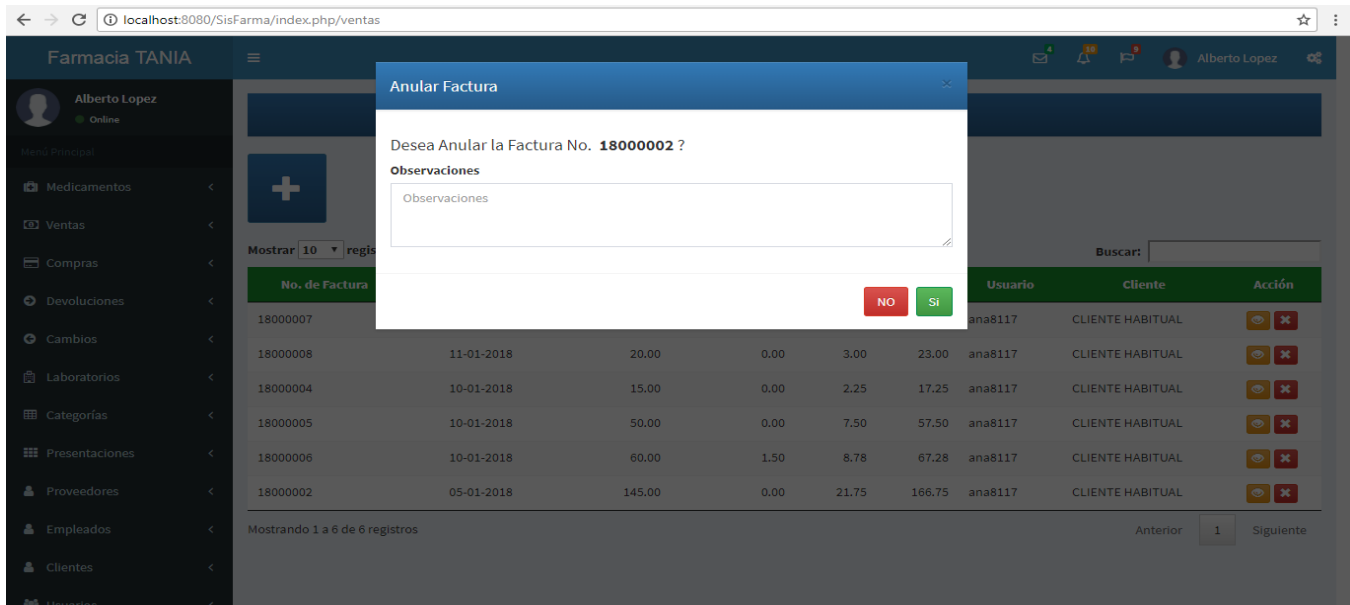 localhost:8080/SisFarma/index.php/ventas
Farmacia TANIA
4
10
9
Alberto Lopez
Alberto Lopez
Online
Menú Principal
Medicamentos
Ventas
Compras
Devoluciones
Cambios
Laboratorios
Categorías
Presentaciones
Proveedores
Empleados
Clientes
Usuarios
Anular Factura
×
Desea Anular la Factura No. 18000002 ?
Observaciones
Observaciones
NO Si
Mostrar 10 regis
Buscar:
No. de Factura Usuario Cliente Acción
18000007 ana8117 CLIENTE HABITUAL
18000008 11-01-2018 20.00 0.00 3.00 23.00 ana8117 CLIENTE HABITUAL
18000004 10-01-2018 15.00 0.00 2.25 17.25 ana8117 CLIENTE HABITUAL
18000005 10-01-2018 50.00 0.00 7.50 57.50 ana8117 CLIENTE HABITUAL
18000006 10-01-2018 60.00 1.50 8.78 67.28 ana8117 CLIENTE HABITUAL
18000002 05-01-2018 145.00 0.00 21.75 166.75 ana8117 CLIENTE HABITUAL
Mostrando 1 a 6 de 6 registros
Anterior 1 Siguiente